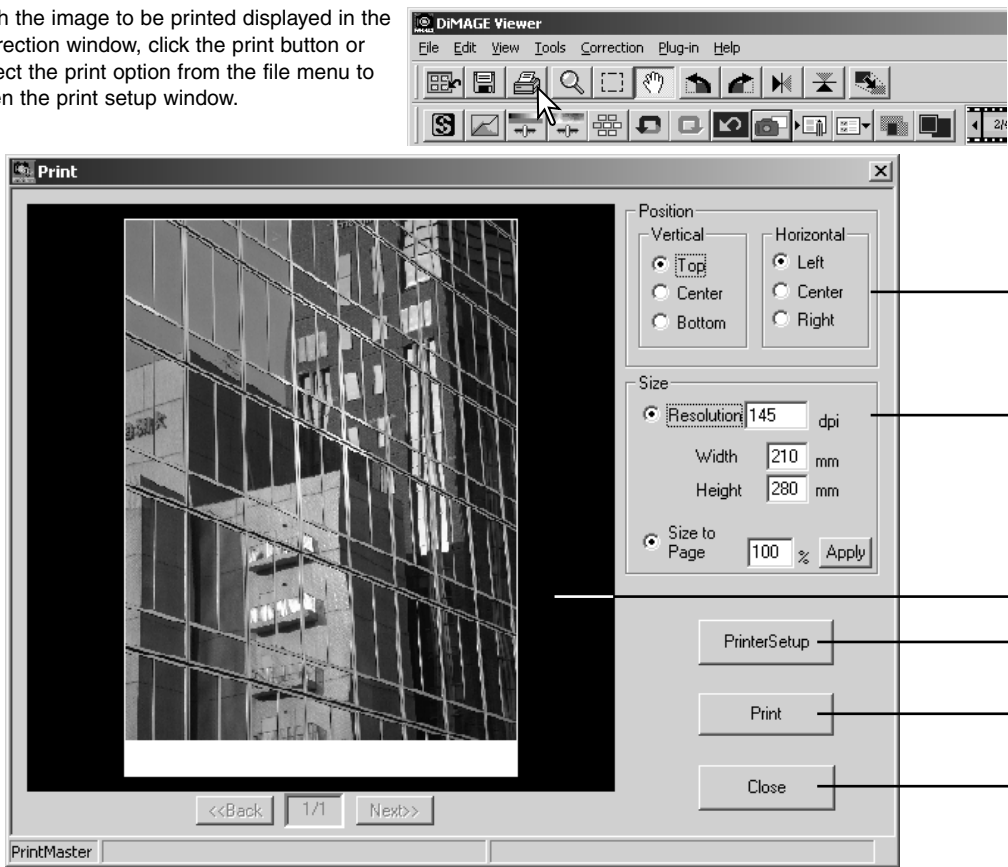 h the image to be printed displayed in the
rection window, click the print button or
ect the print option from the file menu to
en the print setup window.
DiMAGE Viewer
File Edit View Tools Correction Plug-in Help
2/4
Print
Position
Vertical
Top
Center
Bottom
Horizontal
Left
Center
Right
Size
Resolution 145 dpi
Width 210 mm
Height 280 mm
Size to
Page 100 % Apply
PrinterSetup
Print
Close
<<Back 1/1 Next>>
PrintMaster